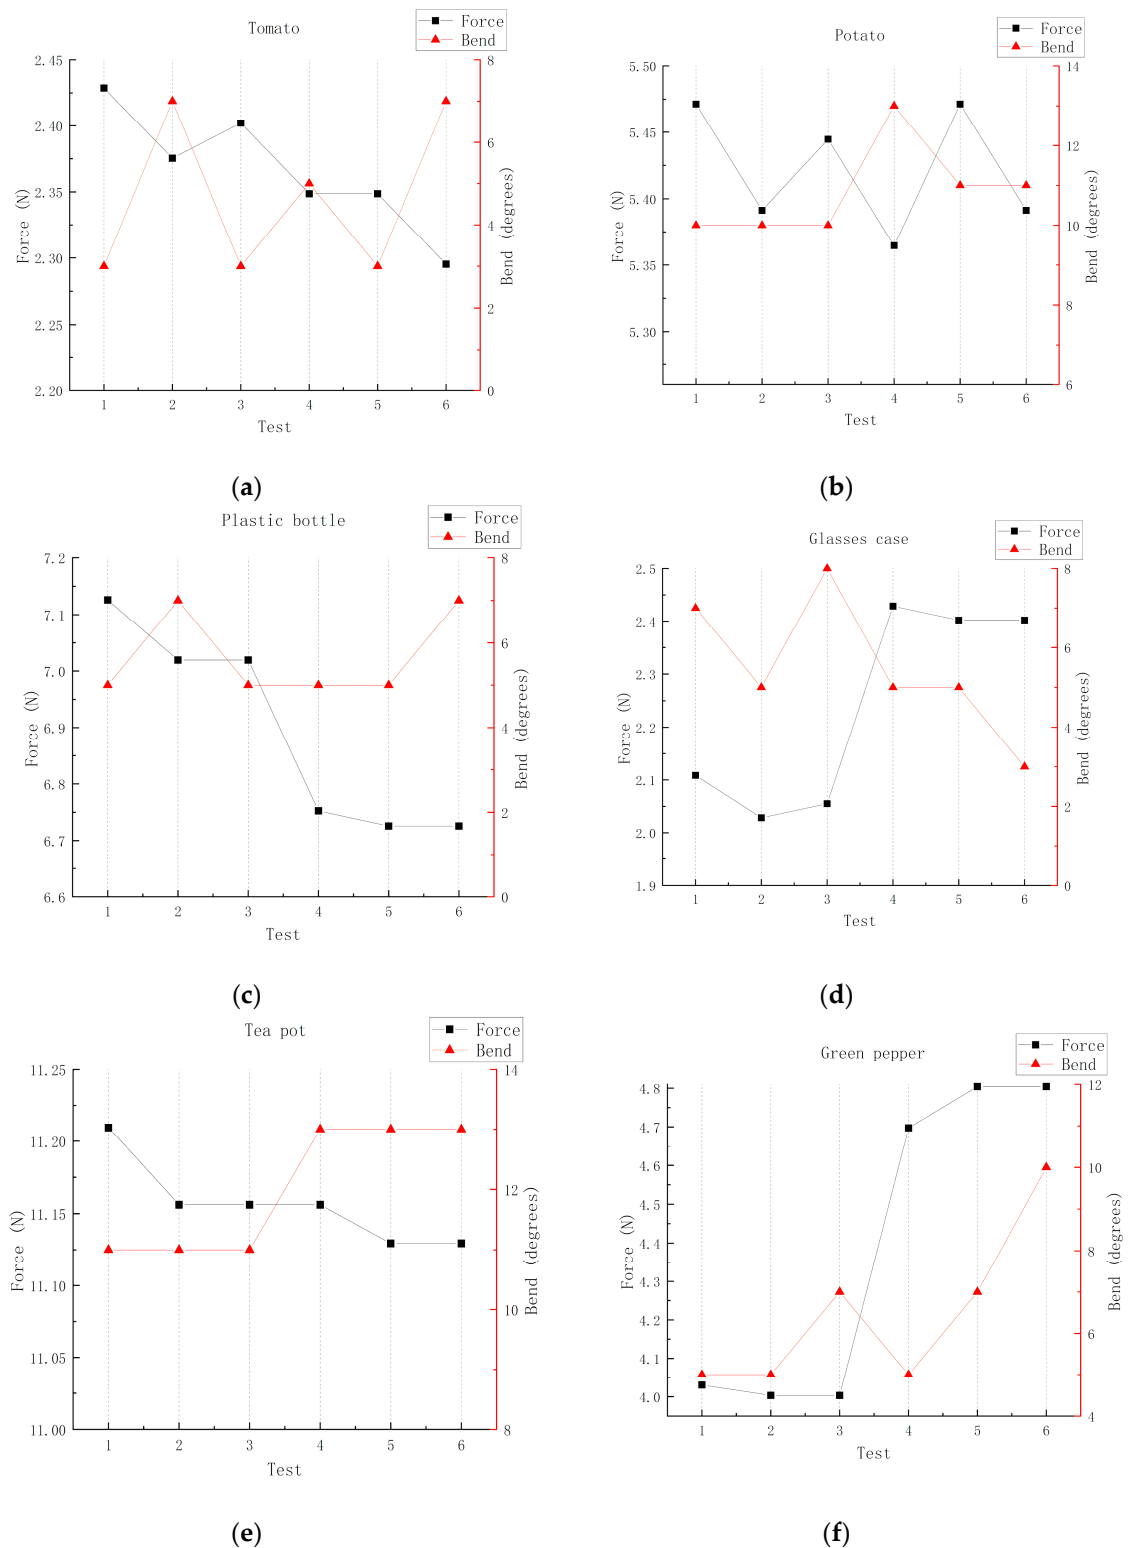 Tomato
Force
Bend
2.45
2.40
2.35
2.30
2.25
2.20
Force (N)
8
6
4
2
0
Bend (degrees)
1 2 3 4 5 6
Test
(a)
Potato
Force
Bend
5.50
5.45
5.40
5.35
5.30
Force (N)
14
12
10
8
6
Bend (degrees)
1 2 3 4 5 6
Test
(b)
Plastic bottle
Force
Bend
7.2
7.1
7.0
6.9
6.8
6.7
6.6
Force (N)
8
6
4
2
0
Bend (degrees)
1 2 3 4 5 6
Test
(c)
Glasses case
Force
Bend
2.5
2.4
2.3
2.2
2.1
2.0
1.9
Force (N)
8
6
4
2
0
Bend (degrees)
1 2 3 4 5 6
Test
(d)
Tea pot
Force
Bend
11.25
11.20
11.15
11.10
11.05
11.00
Force (N)
14
12
10
8
Bend (degrees)
1 2 3 4 5 6
Test
(e)
Green pepper
Force
Bend
4.8
4.7
4.6
4.5
4.4
4.3
4.2
4.1
4.0
Force (N)
12
10
8
6
4
Bend (degrees)
1 2 3 4 5 6
Test
(f)